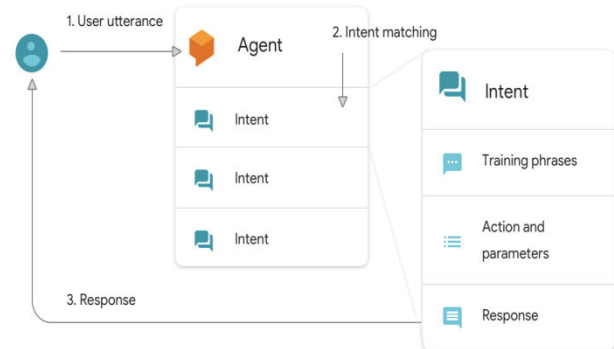 1. User utterance
Agent
2. Intent matching
Intent
Intent
Intent
Intent
Training phrases
Action and
parameters
Response
3. Response